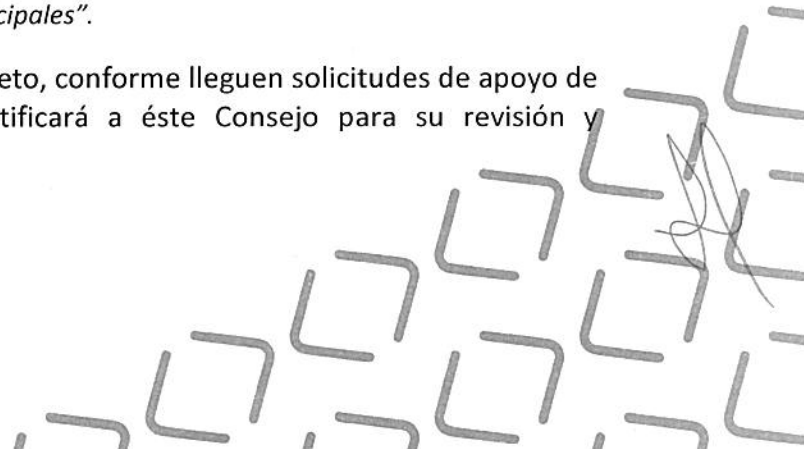 cipales".
eto, conforme lleguen solicitudes de apoyo de
tificará a éste Consejo para su revisión y